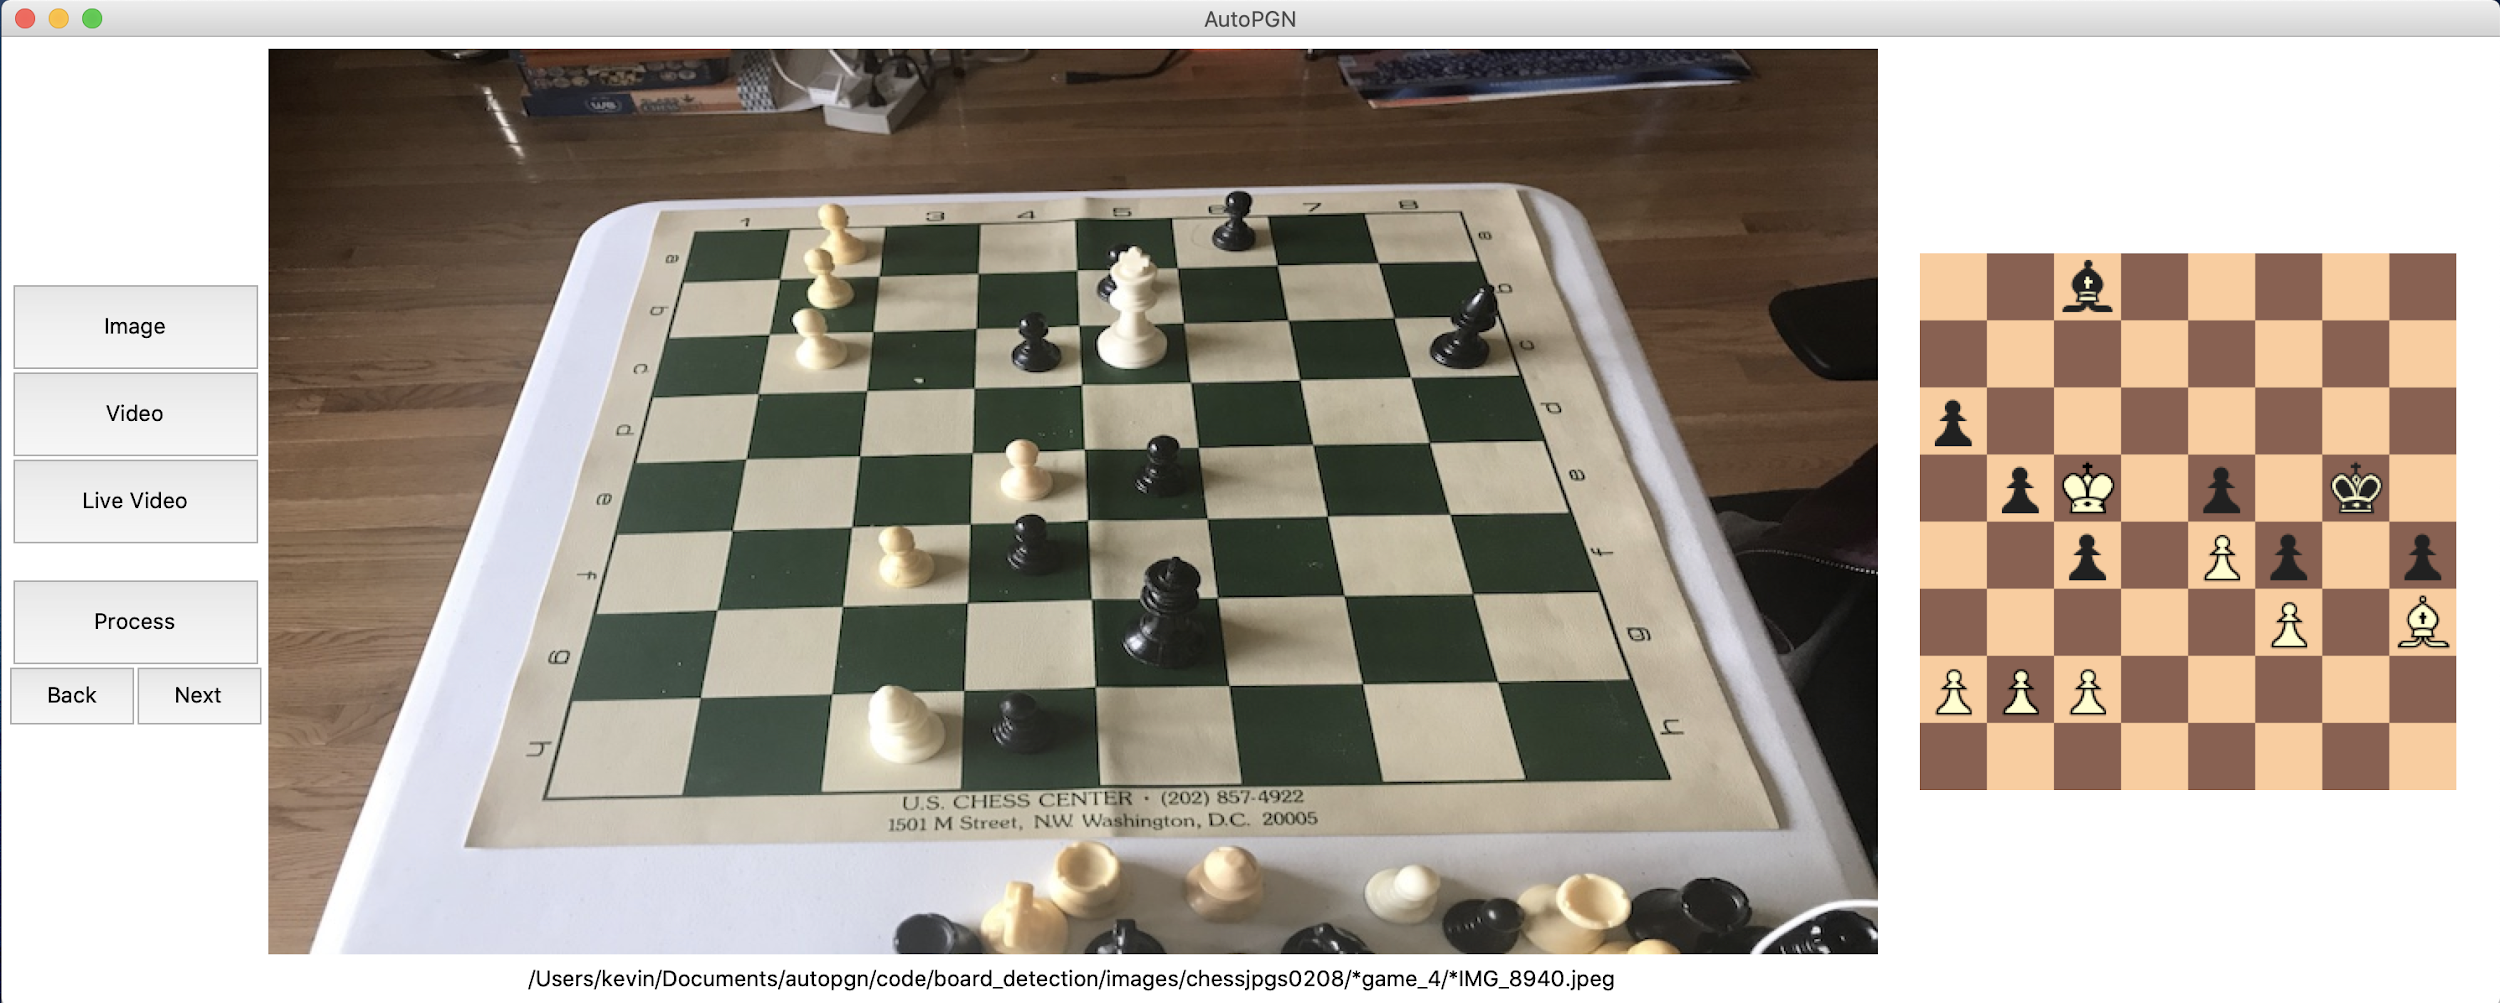 AutoPGN
Image
Video
Live Video
Process
Back
Next
1 3 4 5 6 7 8
a a
b b
c c
d d
e e
f f
g g
h h
U.S. CHESS CENTER · (202) 857-4922
1501 M Street, N.W. Washington, D.C. 20005
/Users/kevin/Documents/autopgn/code/board_detection/images/chessjpgs0208/*game_4/*IMG_8940.jpeg